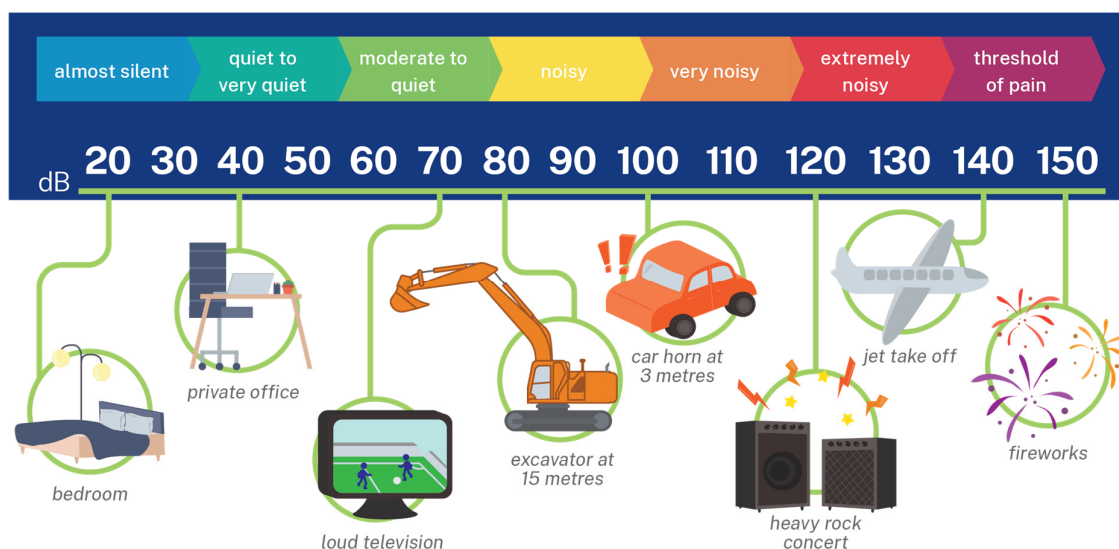 almost silent
quiet to
very quiet
moderate to
quiet
noisy
very noisy
extremely
noisy
threshold
of pain
dB 20 30 40 50 60 70 80 90 100 110 120 130 140 150
bedroom
private office
loud television
excavator at
15 metres
car horn at
3 metres
heavy rock
concert
jet take off
fireworks